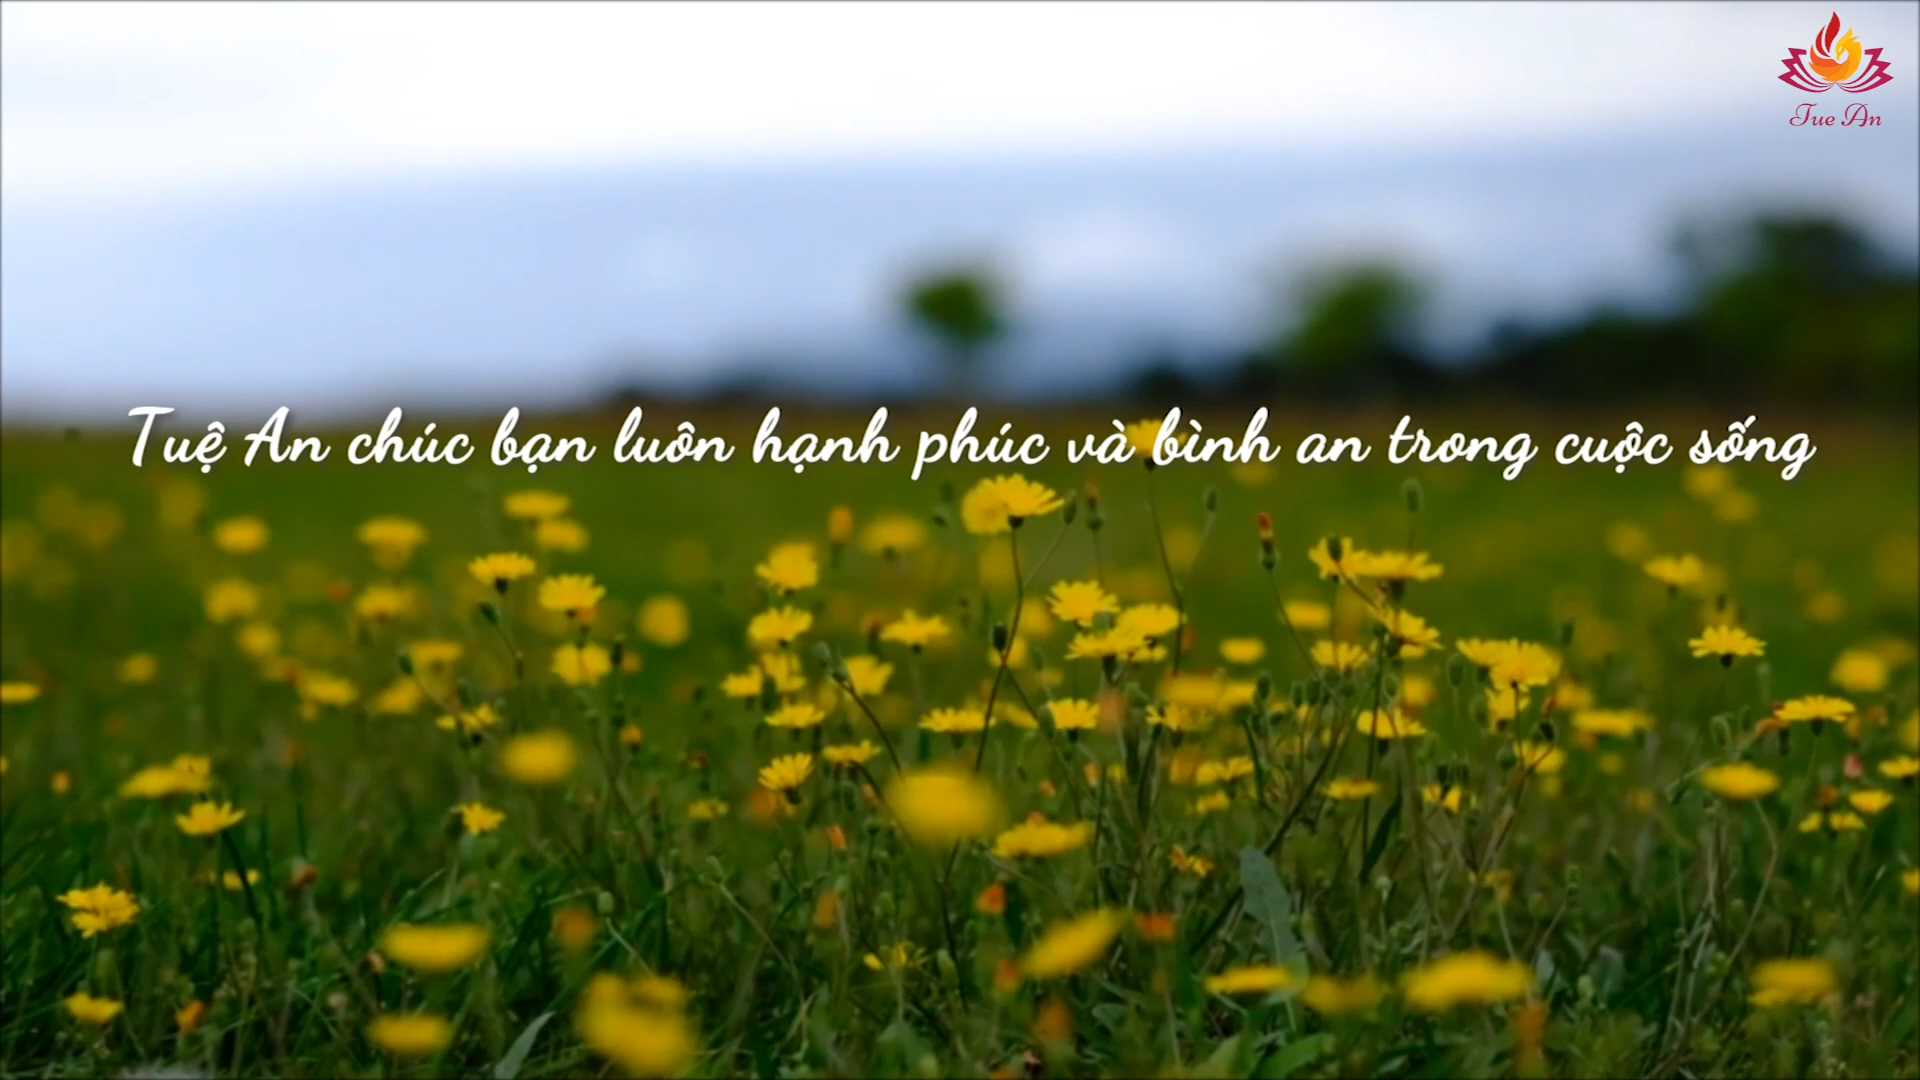 Tue An
Tuệ An chúc bạn luôn hạnh phúc và bình an trong cuộc sống